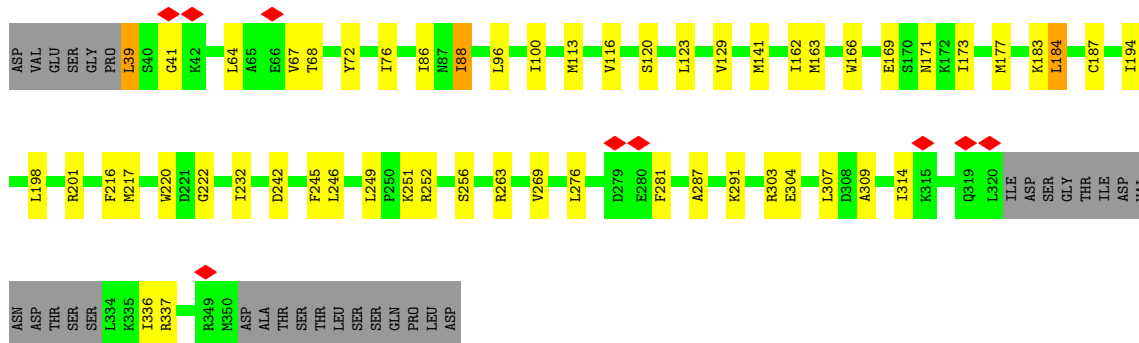 ASP VAL GLU SER GLY PRO L39 S40 G41 K42 L64 A65 E66 V67 T68 Y72 I76 I86 N87 I88 L96 I100 M113 V116 S120 L123 V129 M141 I162 M163 W166 E169 S170 N171 K172 I173 M177 K183 L184 C187 I194
L198 R201 F216 M217 W220 D221 G222 I232 D242 F245 L246 L249 P250 K251 R252 S256 R263 V269 L276 D279 E280 F281 A287 K291 R303 E304 L307 D308 A309 I314 K315 Q319 L320 ILE ASP SER GLY THR ILE ASP VAL
ASN ASP THR SER SER L334 K335 I336 R337 R349 M350 ASP ALA THR SER THR LEU SER SER GLN PRO LEU ASP